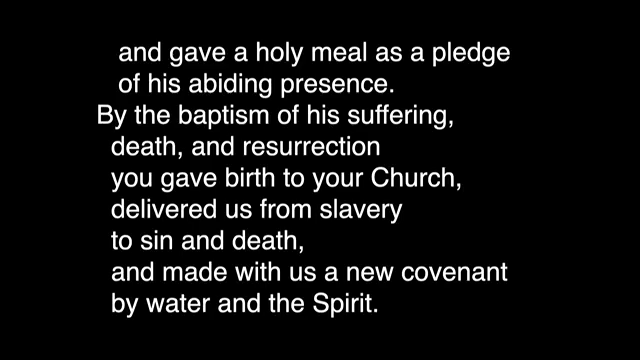 and gave a holy meal as a pledge
of his abiding presence.
By the baptism of his suffering,
death, and resurrection
you gave birth to your Church,
delivered us from slavery
to sin and death,
and made with us a new covenant
by water and the Spirit.